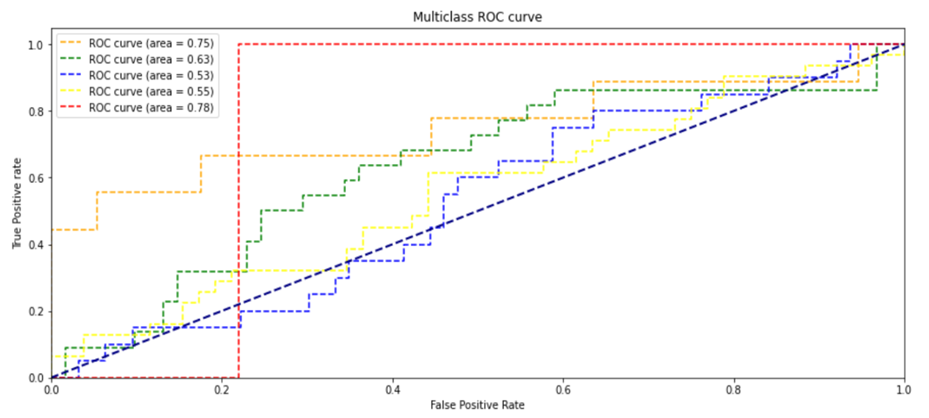 Multiclass ROC curve
ROC curve (area = 0.75)
ROC curve (area = 0.63)
ROC curve (area = 0.53)
ROC curve (area = 0.55)
ROC curve (area = 0.78)
True Positive rate
1.0
0.8
0.6
0.4
0.2
0.0
0.0 0.2 0.4 0.6 0.8 1.0
False Positive Rate